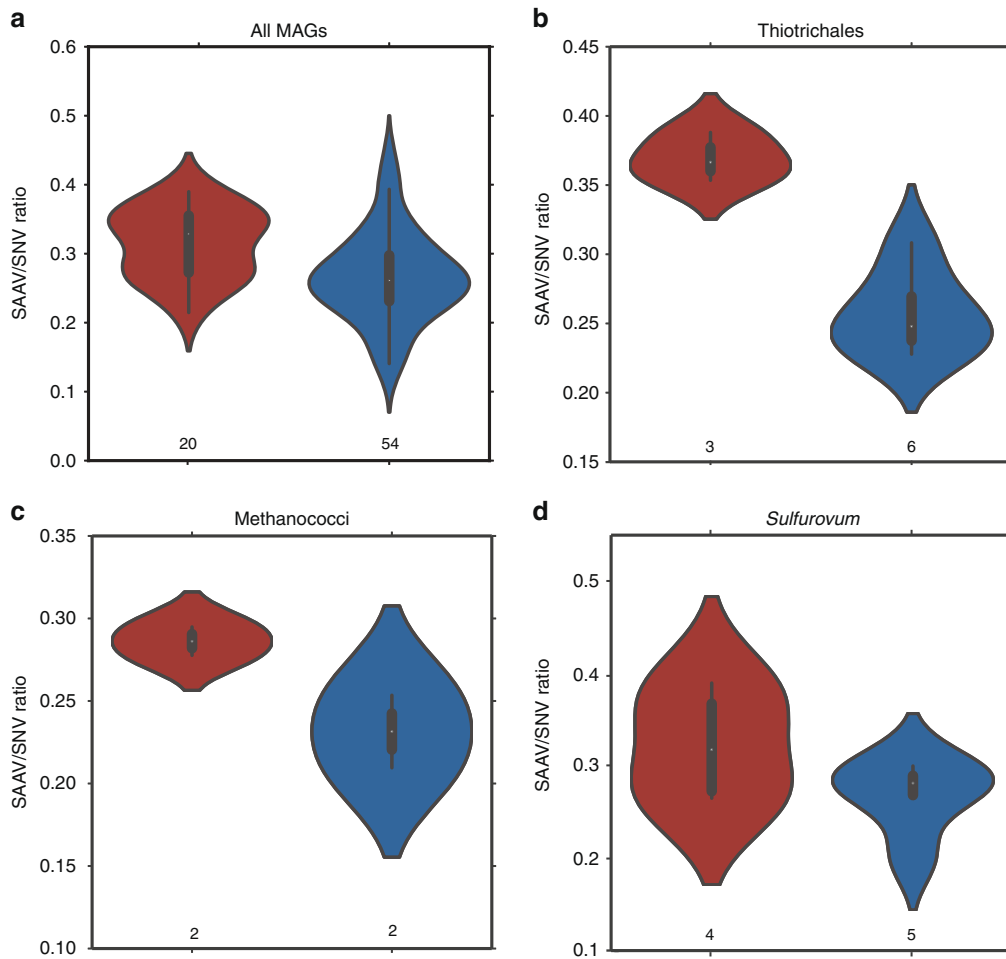 a
All MAGs
SAAV/SNV ratio
0.6
0.5
0.4
0.3
0.2
0.1
0.0
20
54
b
Thiotrichales
SAAV/SNV ratio
0.45
0.40
0.35
0.30
0.25
0.20
0.15
3
6
c
Methanococci
SAAV/SNV ratio
0.35
0.30
0.25
0.20
0.15
0.10
2
2
d
Sulfurovum
SAAV/SNV ratio
0.5
0.4
0.3
0.2
0.1
4
5